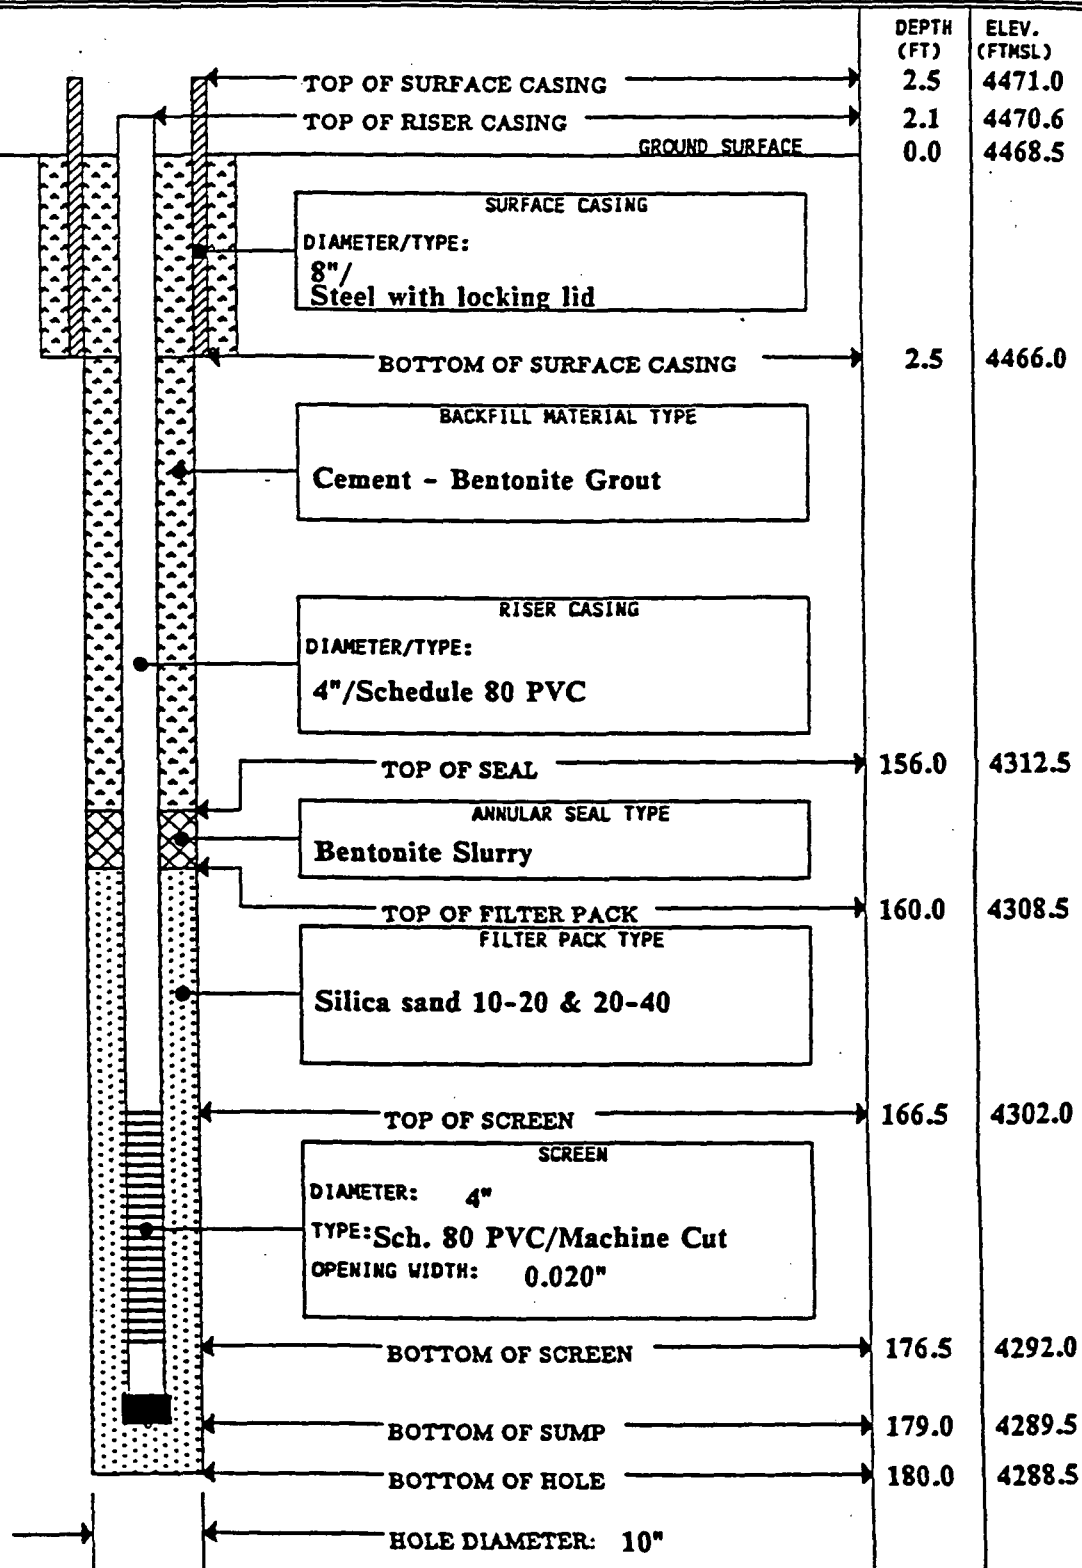 DEPTH ELEV.
(FT) (FTMSL)
TOP OF SURFACE CASING 2.5 4471.0
TOP OF RISER CASING 2.1 4470.6
GROUND SURFACE 0.0 4468.5
SURFACE CASING
DIAMETER/TYPE:
8"/
Steel with locking lid
BOTTOM OF SURFACE CASING 2.5 4466.0
BACKFILL MATERIAL TYPE
Cement - Bentonite Grout
RISER CASING
DIAMETER/TYPE:
4"/Schedule 80 PVC
TOP OF SEAL 156.0 4312.5
ANNULAR SEAL TYPE
Bentonite Slurry
TOP OF FILTER PACK 160.0 4308.5
FILTER PACK TYPE
Silica sand 10-20 & 20-40
TOP OF SCREEN 166.5 4302.0
SCREEN
DIAMETER: 4"
TYPE: Sch. 80 PVC/Machine Cut
OPENING WIDTH: 0.020"
BOTTOM OF SCREEN 176.5 4292.0
BOTTOM OF SUMP 179.0 4289.5
BOTTOM OF HOLE 180.0 4288.5
HOLE DIAMETER: 10"